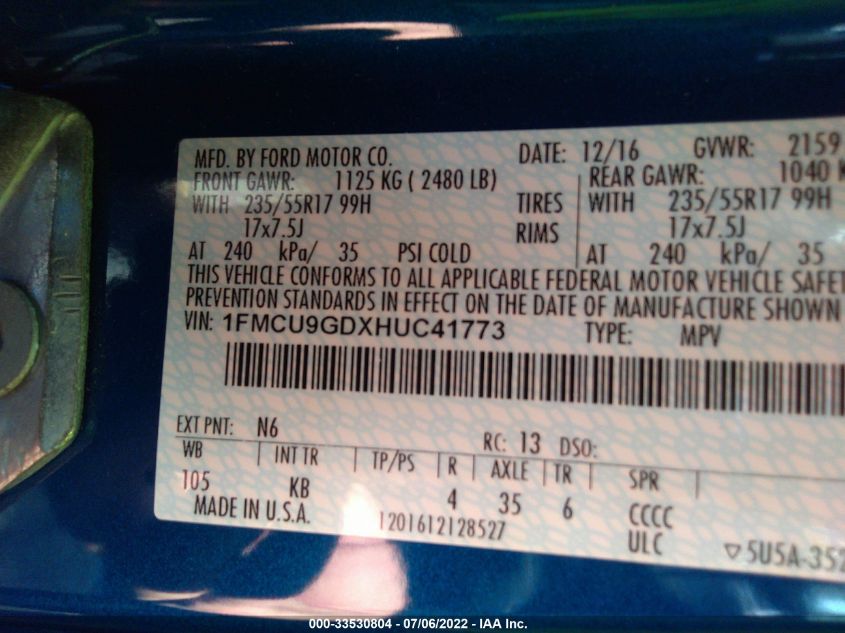 MFD. BY FORD MOTOR CO. DATE: 12/16 GVWR: 2159
FRONT GAWR: 1125 KG ( 2480 LB) REAR GAWR: 1040 K
WITH 235/55R17 99H TIRES WITH 235/55R17 99H
17x7.5J RIMS 17x7.5J
AT 240 kPa/ 35 PSI COLD AT 240 kPa/ 35
THIS VEHICLE CONFORMS TO ALL APPLICABLE FEDERAL MOTOR VEHICLE SAFET
PREVENTION STANDARDS IN EFFECT ON THE DATE OF MANUFACTURE SHOWN
VIN: 1FMCU9GDXHUC41773 TYPE: MPV
EXT PNT: N6 RC: 13 DSO:
WB INT TR TP/PS R AXLE TR SPR
105 KB 4 35 6 CCCC
MADE IN U.S.A. 1201612128527 ULC ▽5U5A-352
000-33530804 - 07/06/2022 - IAA Inc.